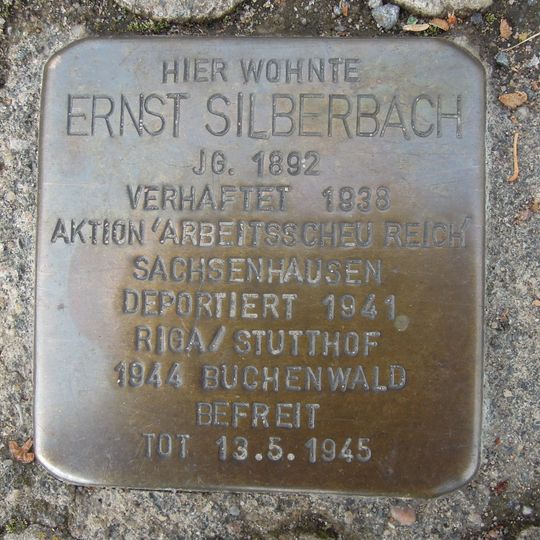 HIER WOHNTE
ERNST SILBERBACH
JG. 1892
VERHAFTET 1938
AKTION 'ARBEITSSCHEU REICH'
SACHSENHAUSEN
DEPORTIERT 1941
RIGA/STUTTHOF
1944 BUCHENWALD
BEFREIT
TOT 13.5.1945